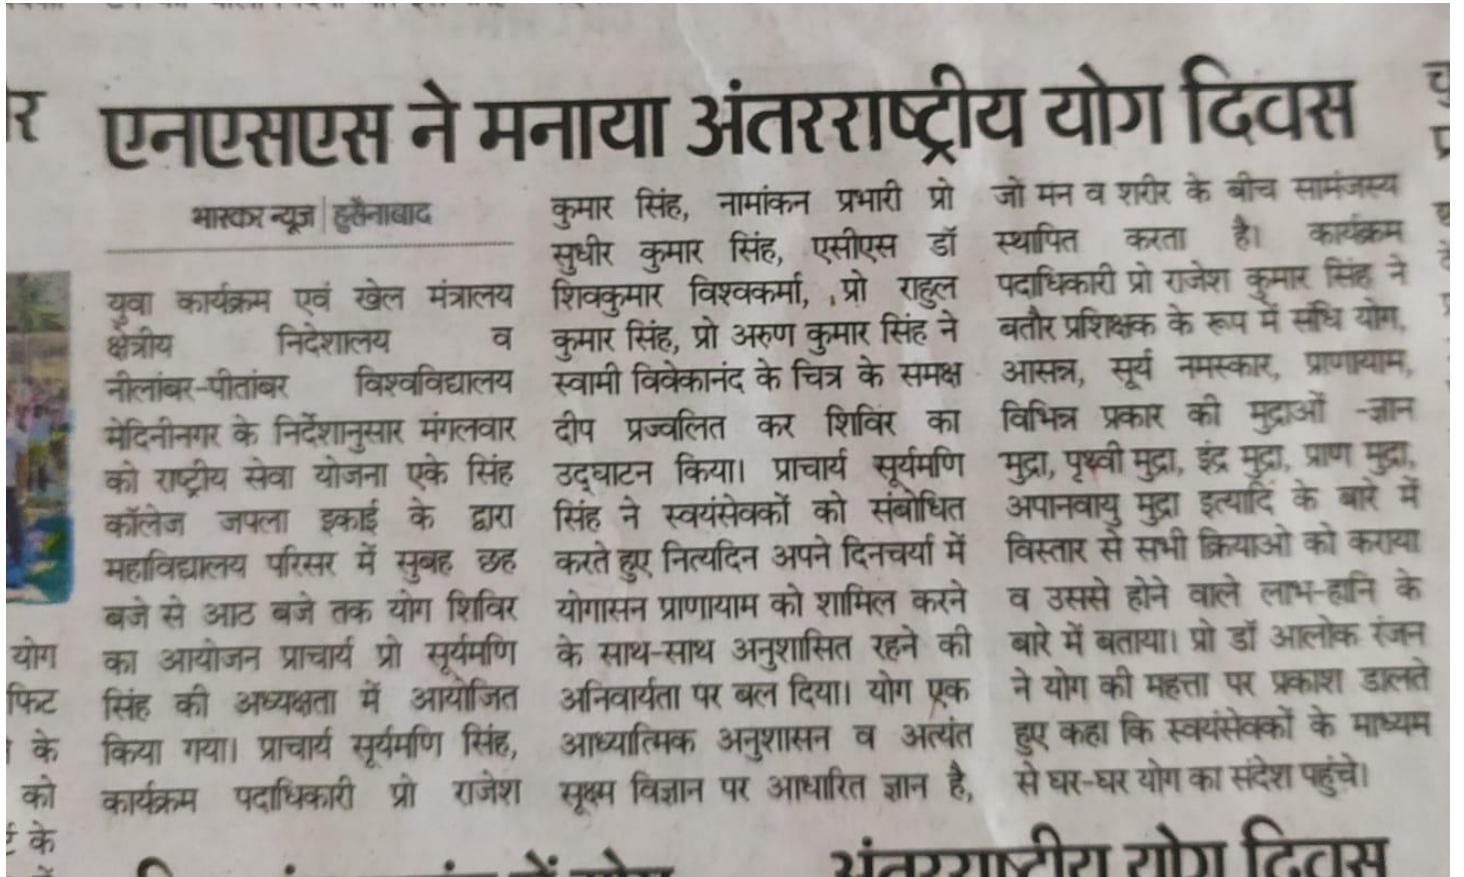 एनएसएस ने मनाया अंतरराष्ट्रीय योग दिवस
भास्कर न्यूज | हुसैनाबाद
युवा कार्यक्रम एवं खेल मंत्रालय
क्षेत्रीय निदेशालय व
नीलांबर-पीतांबर विश्वविद्यालय
मेदिनीनगर के निर्देशानुसार मंगलवार
को राष्ट्रीय सेवा योजना एके सिंह
कॉलेज जपला इकाई के द्वारा
महाविद्यालय परिसर में सुबह छह
बजे से आठ बजे तक योग शिविर
का आयोजन प्राचार्य प्रो सूर्यमणि
सिंह की अध्यक्षता में आयोजित
किया गया। प्राचार्य सूर्यमणि सिंह,
कार्यक्रम पदाधिकारी प्रो राजेश
कुमार सिंह, नामांकन प्रभारी प्रो
सुधीर कुमार सिंह, एसीएस डॉ
शिवकुमार विश्वकर्मा, प्रो राहुल
कुमार सिंह, प्रो अरुण कुमार सिंह ने
स्वामी विवेकानंद के चित्र के समक्ष
दीप प्रज्वलित कर शिविर का
उद्घाटन किया। प्राचार्य सूर्यमणि
सिंह ने स्वयंसेवकों को संबोधित
करते हुए नित्यदिन अपने दिनचर्या में
योगासन प्राणायाम को शामिल करने
के साथ-साथ अनुशासित रहने की
अनिवार्यता पर बल दिया। योग एक
आध्यात्मिक अनुशासन व अत्यंत
सूक्ष्म विज्ञान पर आधारित ज्ञान है,
जो मन व शरीर के बीच सामंजस्य
स्थापित करता है। कार्यक्रम
पदाधिकारी प्रो राजेश कुमार सिंह ने
बतौर प्रशिक्षक के रूप में संधि योग,
आसन्न, सूर्य नमस्कार, प्राणायाम,
विभिन्न प्रकार की मुद्राओं -ज्ञान
मुद्रा, पृथ्वी मुद्रा, इंद्र मुद्रा, प्राण मुद्रा,
अपानवायु मुद्रा इत्यादि के बारे में
विस्तार से सभी क्रियाओ को कराया
व उससे होने वाले लाभ-हानि के
बारे में बताया। प्रो डॉ आलोक रंजन
ने योग की महत्ता पर प्रकाश डालते
हुए कहा कि स्वयंसेवकों के माध्यम
से घर-घर योग का संदेश पहुंचे।
योग
फिट
के
को
के
अंतरराष्ट्रीय योग दिवस